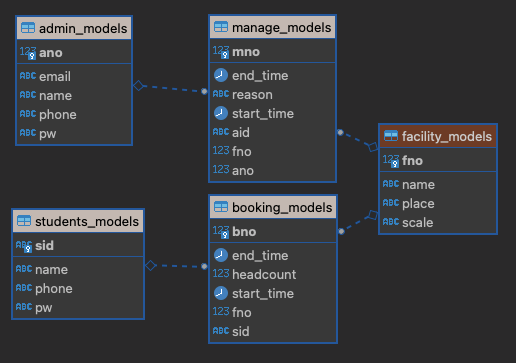 admin_models
123 ano
ABC email
ABC name
ABC phone
ABC pw
manage_models
123 mno
end_time
ABC reason
start_time
ABC aid
123 fno
123 ano
facility_models
123 fno
ABC name
ABC place
ABC scale
students_models
ABC sid
ABC name
ABC phone
ABC pw
booking_models
123 bno
end_time
123 headcount
start_time
123 fno
ABC sid